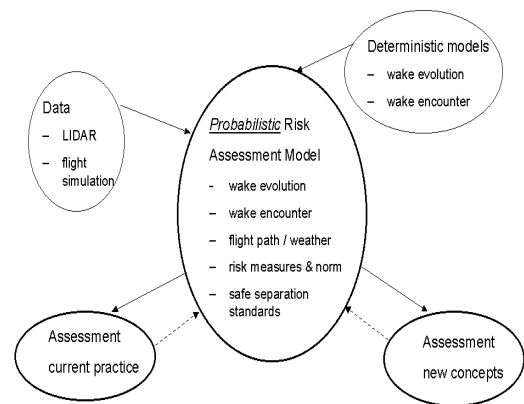 Deterministic models
– wake evolution
– wake encounter
Data
– LIDAR
– flight
simulation
Probabilistic Risk
Assessment Model
- wake evolution
– wake encounter
– flight path / weather
– risk measures & norm
– safe separation
standards
Assessment
current practice
Assessment
new concepts